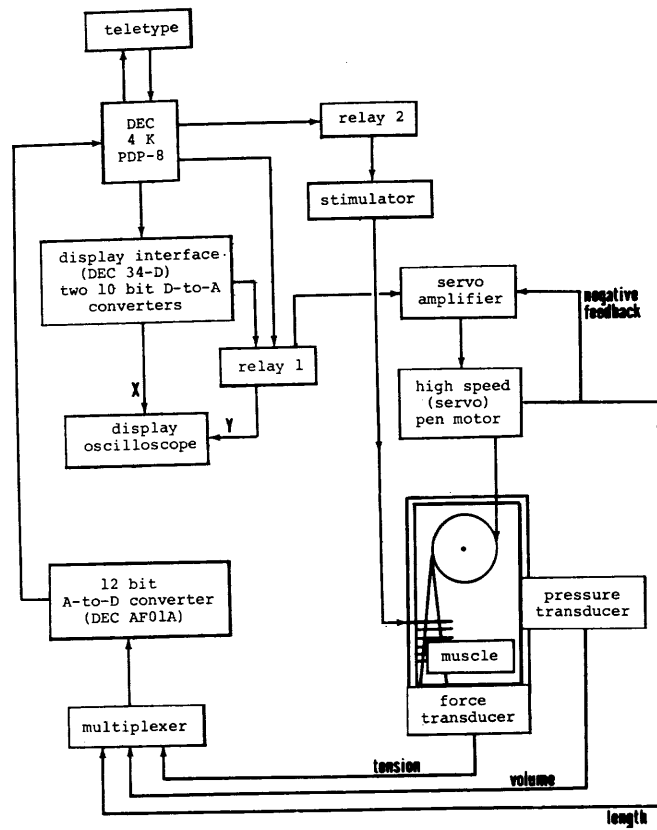 teletype
DEC
4 K
PDP-8
relay 2
stimulator
display interface
(DEC 34-D)
two 10 bit D-to-A
converters
servo
amplifier
negative
feedback
relay 1
high speed
(servo)
pen motor
X
Y
display
oscilloscope
12 bit
A-to-D converter
(DEC AF01A)
pressure
transducer
muscle
force
transducer
multiplexer
tension
volume
length